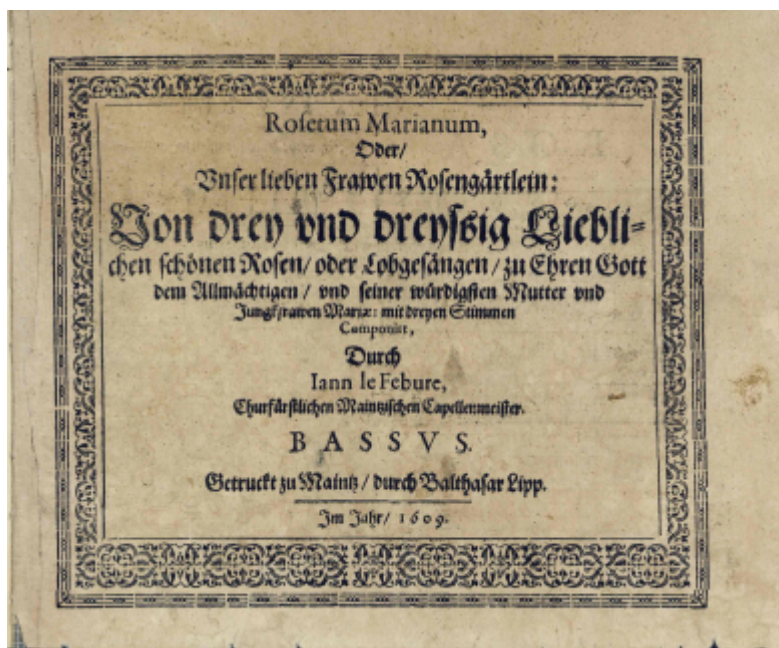 Rosetum Marianum,
Oder/
Vnser lieben Frawen Rosengärtlein:
Von drey vnd dreyssig Liebli-
chen schönen Rosen/ oder Lobgesängen/ zu Ehren Gott
dem Allmächtigen/ vnd seiner würdigsten Mutter vnd
Jungkfrawen Mariæ: mit dreyen Stimmen
Componirt,
Durch
Iann le Febure,
Churfürstlichen Maintzischen Capellenmeister.
BASSVS.
Getruckt zu Maintz/ durch Balthasar Lipp.
Im Jahr/ 1609.